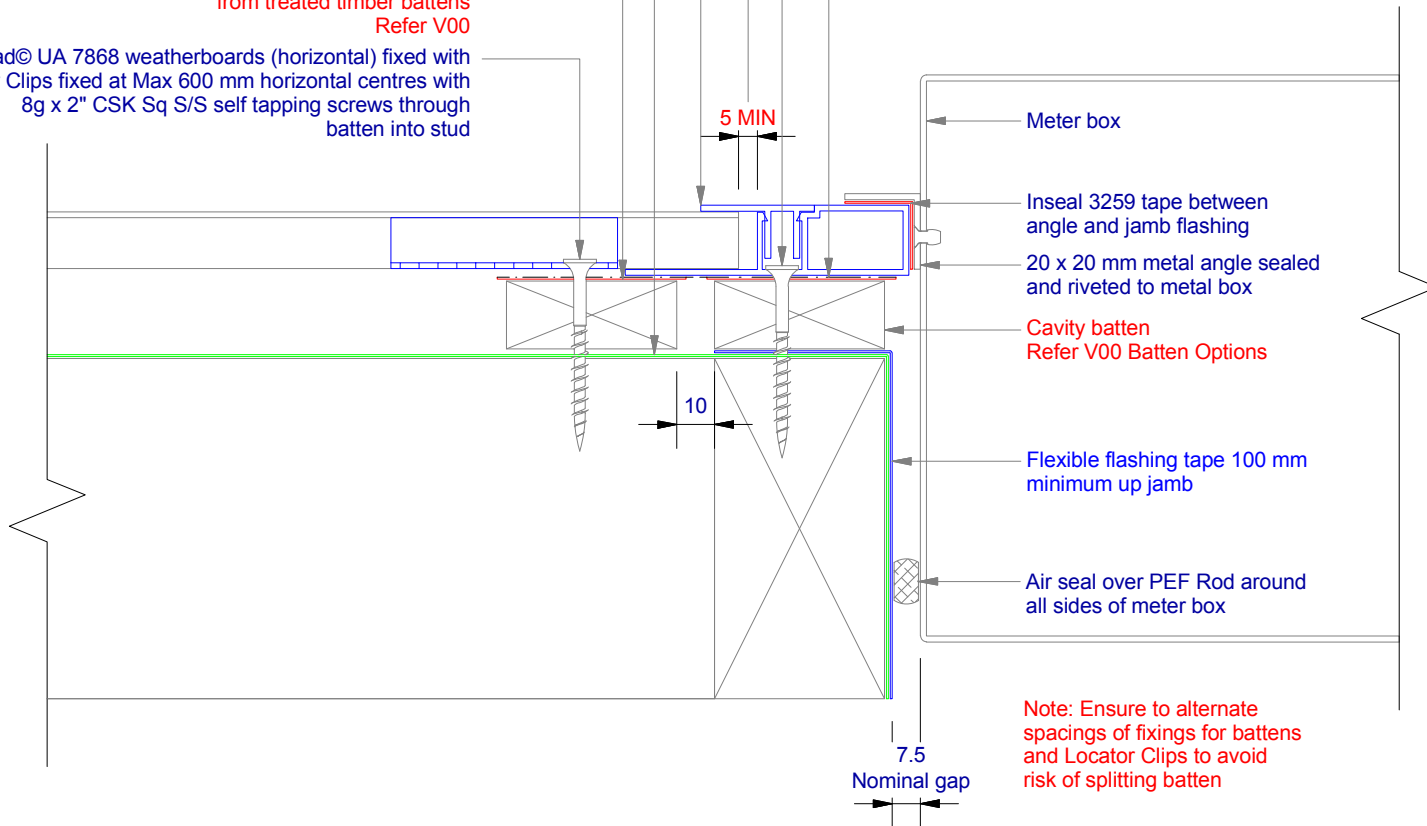 from treated timber battens
Refer V00
ad© UA 7868 weatherboards (horizontal) fixed with
Clips fixed at Max 600 mm horizontal centres with
8g x 2" CSK Sq S/S self tapping screws through
batten into stud
5 MIN
Meter box
Inseal 3259 tape between
angle and jamb flashing
20 x 20 mm metal angle sealed
and riveted to metal box
Cavity batten
Refer V00 Batten Options
10
Flexible flashing tape 100 mm
minimum up jamb
Air seal over PEF Rod around
all sides of meter box
7.5
Nominal gap
Note: Ensure to alternate
spacings of fixings for battens
and Locator Clips to avoid
risk of splitting batten